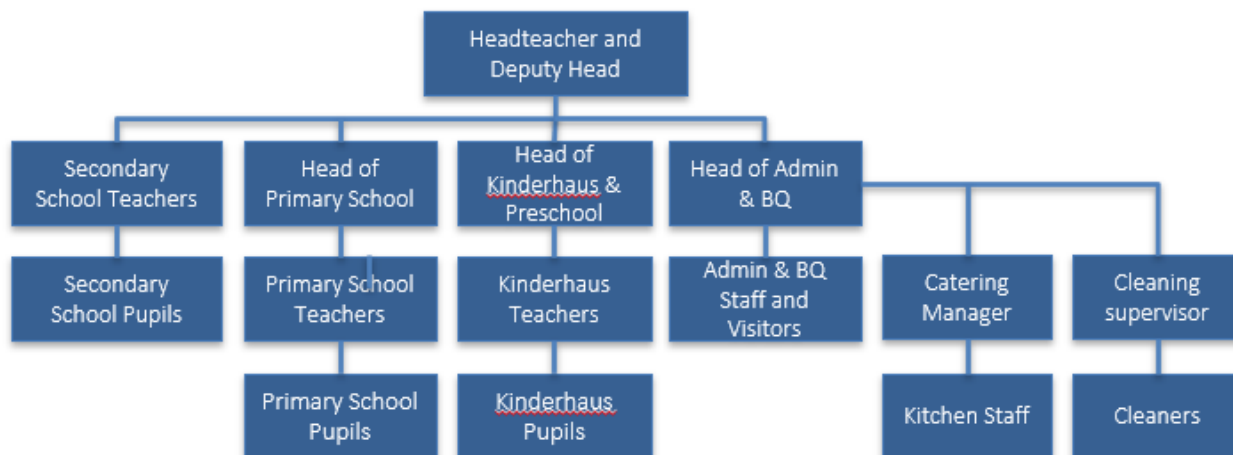 Headteacher and
Deputy Head
Secondary
School Teachers
Head of
Primary School
Head of
Kinderhaus &
Preschool
Head of Admin
& BQ
Secondary
School Pupils
Primary School
Teachers
Kinderhaus
Teachers
Admin & BQ
Staff and
Visitors
Catering
Manager
Cleaning
supervisor
Primary School
Pupils
Kinderhaus
Pupils
Kitchen Staff
Cleaners